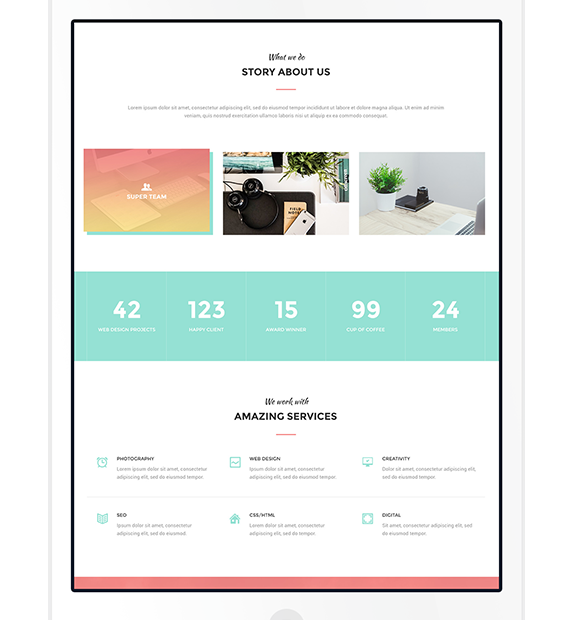 What we do
STORY ABOUT US
Lorem ipsum dolor sit amet, consectetur adipiscing elit, sed do eiusmod tempor incididunt ut labore et dolore magna aliqua. Ut enim ad minim
veniam, quis nostrud exercitation ullamco laboris nisi ut aliquip ex ea commodo consequat.
SUPER TEAM
FIELD
NOTES
42 123 15 99 24
WEB DESIGN PROJECTS HAPPY CLIENT AWARD WINNER CUP OF COFFEE MEMBERS
We work with
AMAZING SERVICES
PHOTOGRAPHY WEB DESIGN CREATIVITY
Lorem ipsum dolor sit amet, consectetur Lorem ipsum dolor sit amet, consectetur Dolor sit amet, consectetur adipiscing elit,
adipiscing elit, sed do eiusmod tempor. adipiscing elit, sed do eiusmod tempor. sed do eiusmod tempor.
SEO CSS/HTML DIGITAL
Ipsum dolor sit amet, consectetur Lorem dolor sit amet, consectetur Sit amet, consectetur adipiscing elit, sed
adipiscing elit, sed do eiusmod. adipiscing elit, sed do tempor. do eiusmod tempor.